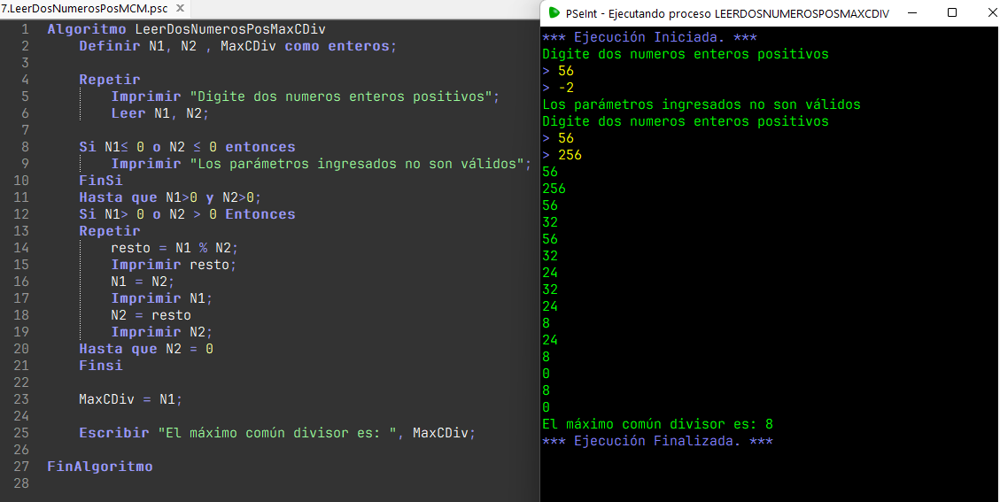 7.LeerDosNumerosPosMCM.psc ×
1 Algoritmo LeerDosNumerosPosMaxCDiv
2 Definir N1, N2 , MaxCDiv como enteros;
3
4 Repetir
5 Imprimir "Digite dos numeros enteros positivos";
6 Leer N1, N2;
7
8 Si N1≤ 0 o N2 ≤ 0 entonces
9 Imprimir "Los parámetros ingresados no son válidos";
10 FinSi
11 Hasta que N1>0 y N2>0;
12 Si N1> 0 o N2 > 0 Entonces
13 Repetir
14 resto = N1 % N2;
15 Imprimir resto;
16 N1 = N2;
17 Imprimir N1;
18 N2 = resto
19 Imprimir N2;
20 Hasta que N2 = 0
21 Finsi
22
23 MaxCDiv = N1;
24
25 Escribir "El máximo común divisor es: ", MaxCDiv;
26
27 FinAlgoritmo
28
PSeInt - Ejecutando proceso LEERDOSNUMEROSPOSMAXCDIV
*** Ejecución Iniciada. ***
Digite dos numeros enteros positivos
> 56
> -2
Los parámetros ingresados no son válidos
Digite dos numeros enteros positivos
> 56
> 256
56
256
56
32
56
32
24
32
24
8
24
8
0
8
0
El máximo común divisor es: 8
*** Ejecución Finalizada. ***